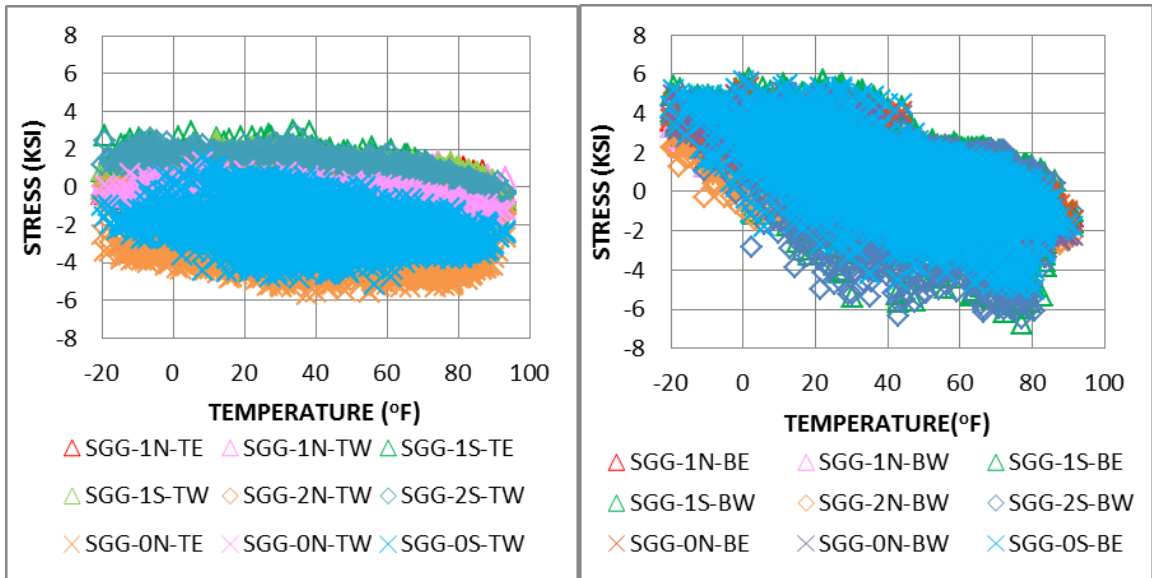 8
6
4
2
0
-2
-4
-6
-8
STRESS (KSI)
-20 0 20 40 60 80 100
TEMPERATURE (ºF)
SGG-1N-TE SGG-1N-TW SGG-1S-TE
SGG-1S-TW SGG-2N-TW SGG-2S-TW
SGG-0N-TE SGG-0N-TW SGG-0S-TW
8
6
4
2
0
-2
-4
-6
-8
STRESS (KSI)
-20 0 20 40 60 80 100
TEMPERATURE(ºF)
SGG-1N-BE SGG-1N-BW SGG-1S-BE
SGG-1S-BW SGG-2N-BW SGG-2S-BW
SGG-0N-BE SGG-0N-BW SGG-0S-BE